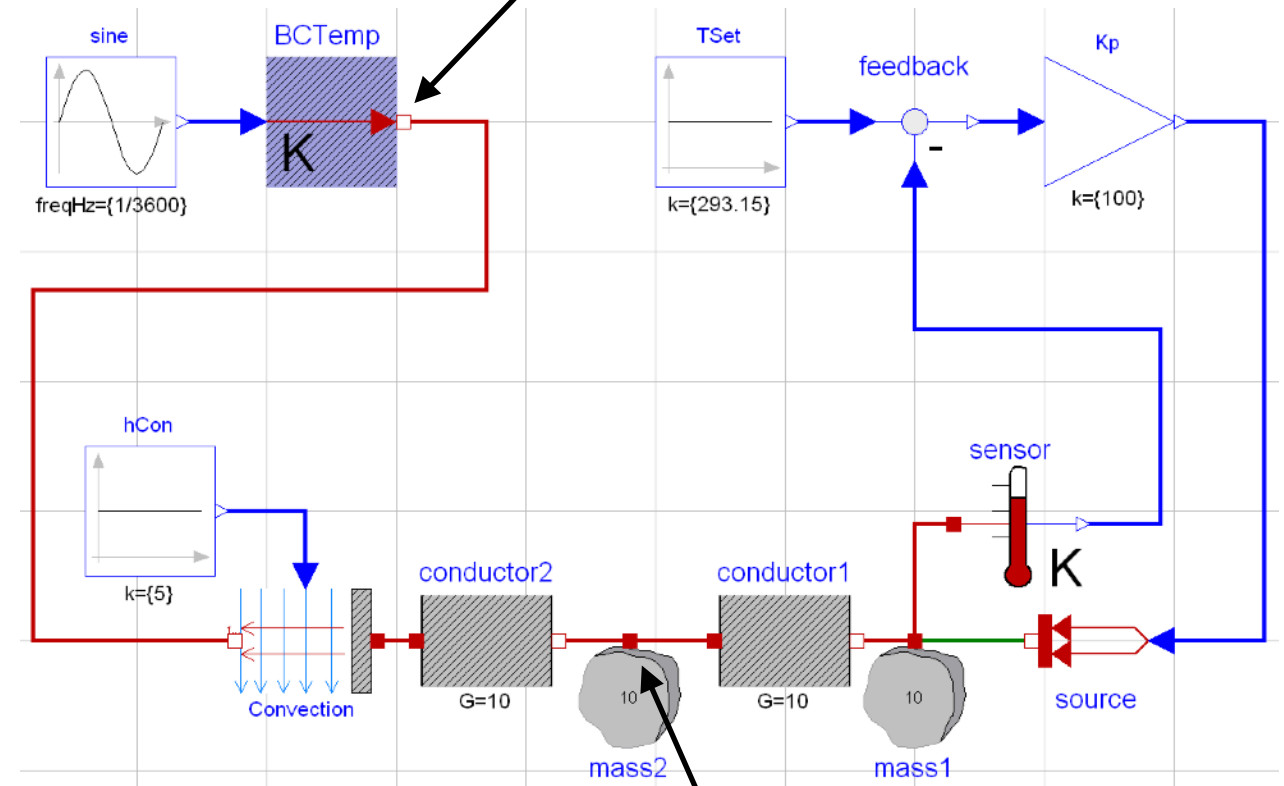 sine
BCTemp
TSet
Kp
feedback
K
-
freqHz={1/3600}
k={293.15}
k={100}
hCon
sensor
k={5}
K
conductor2
conductor1
Convection
G=10
10
G=10
10
source
mass2
mass1